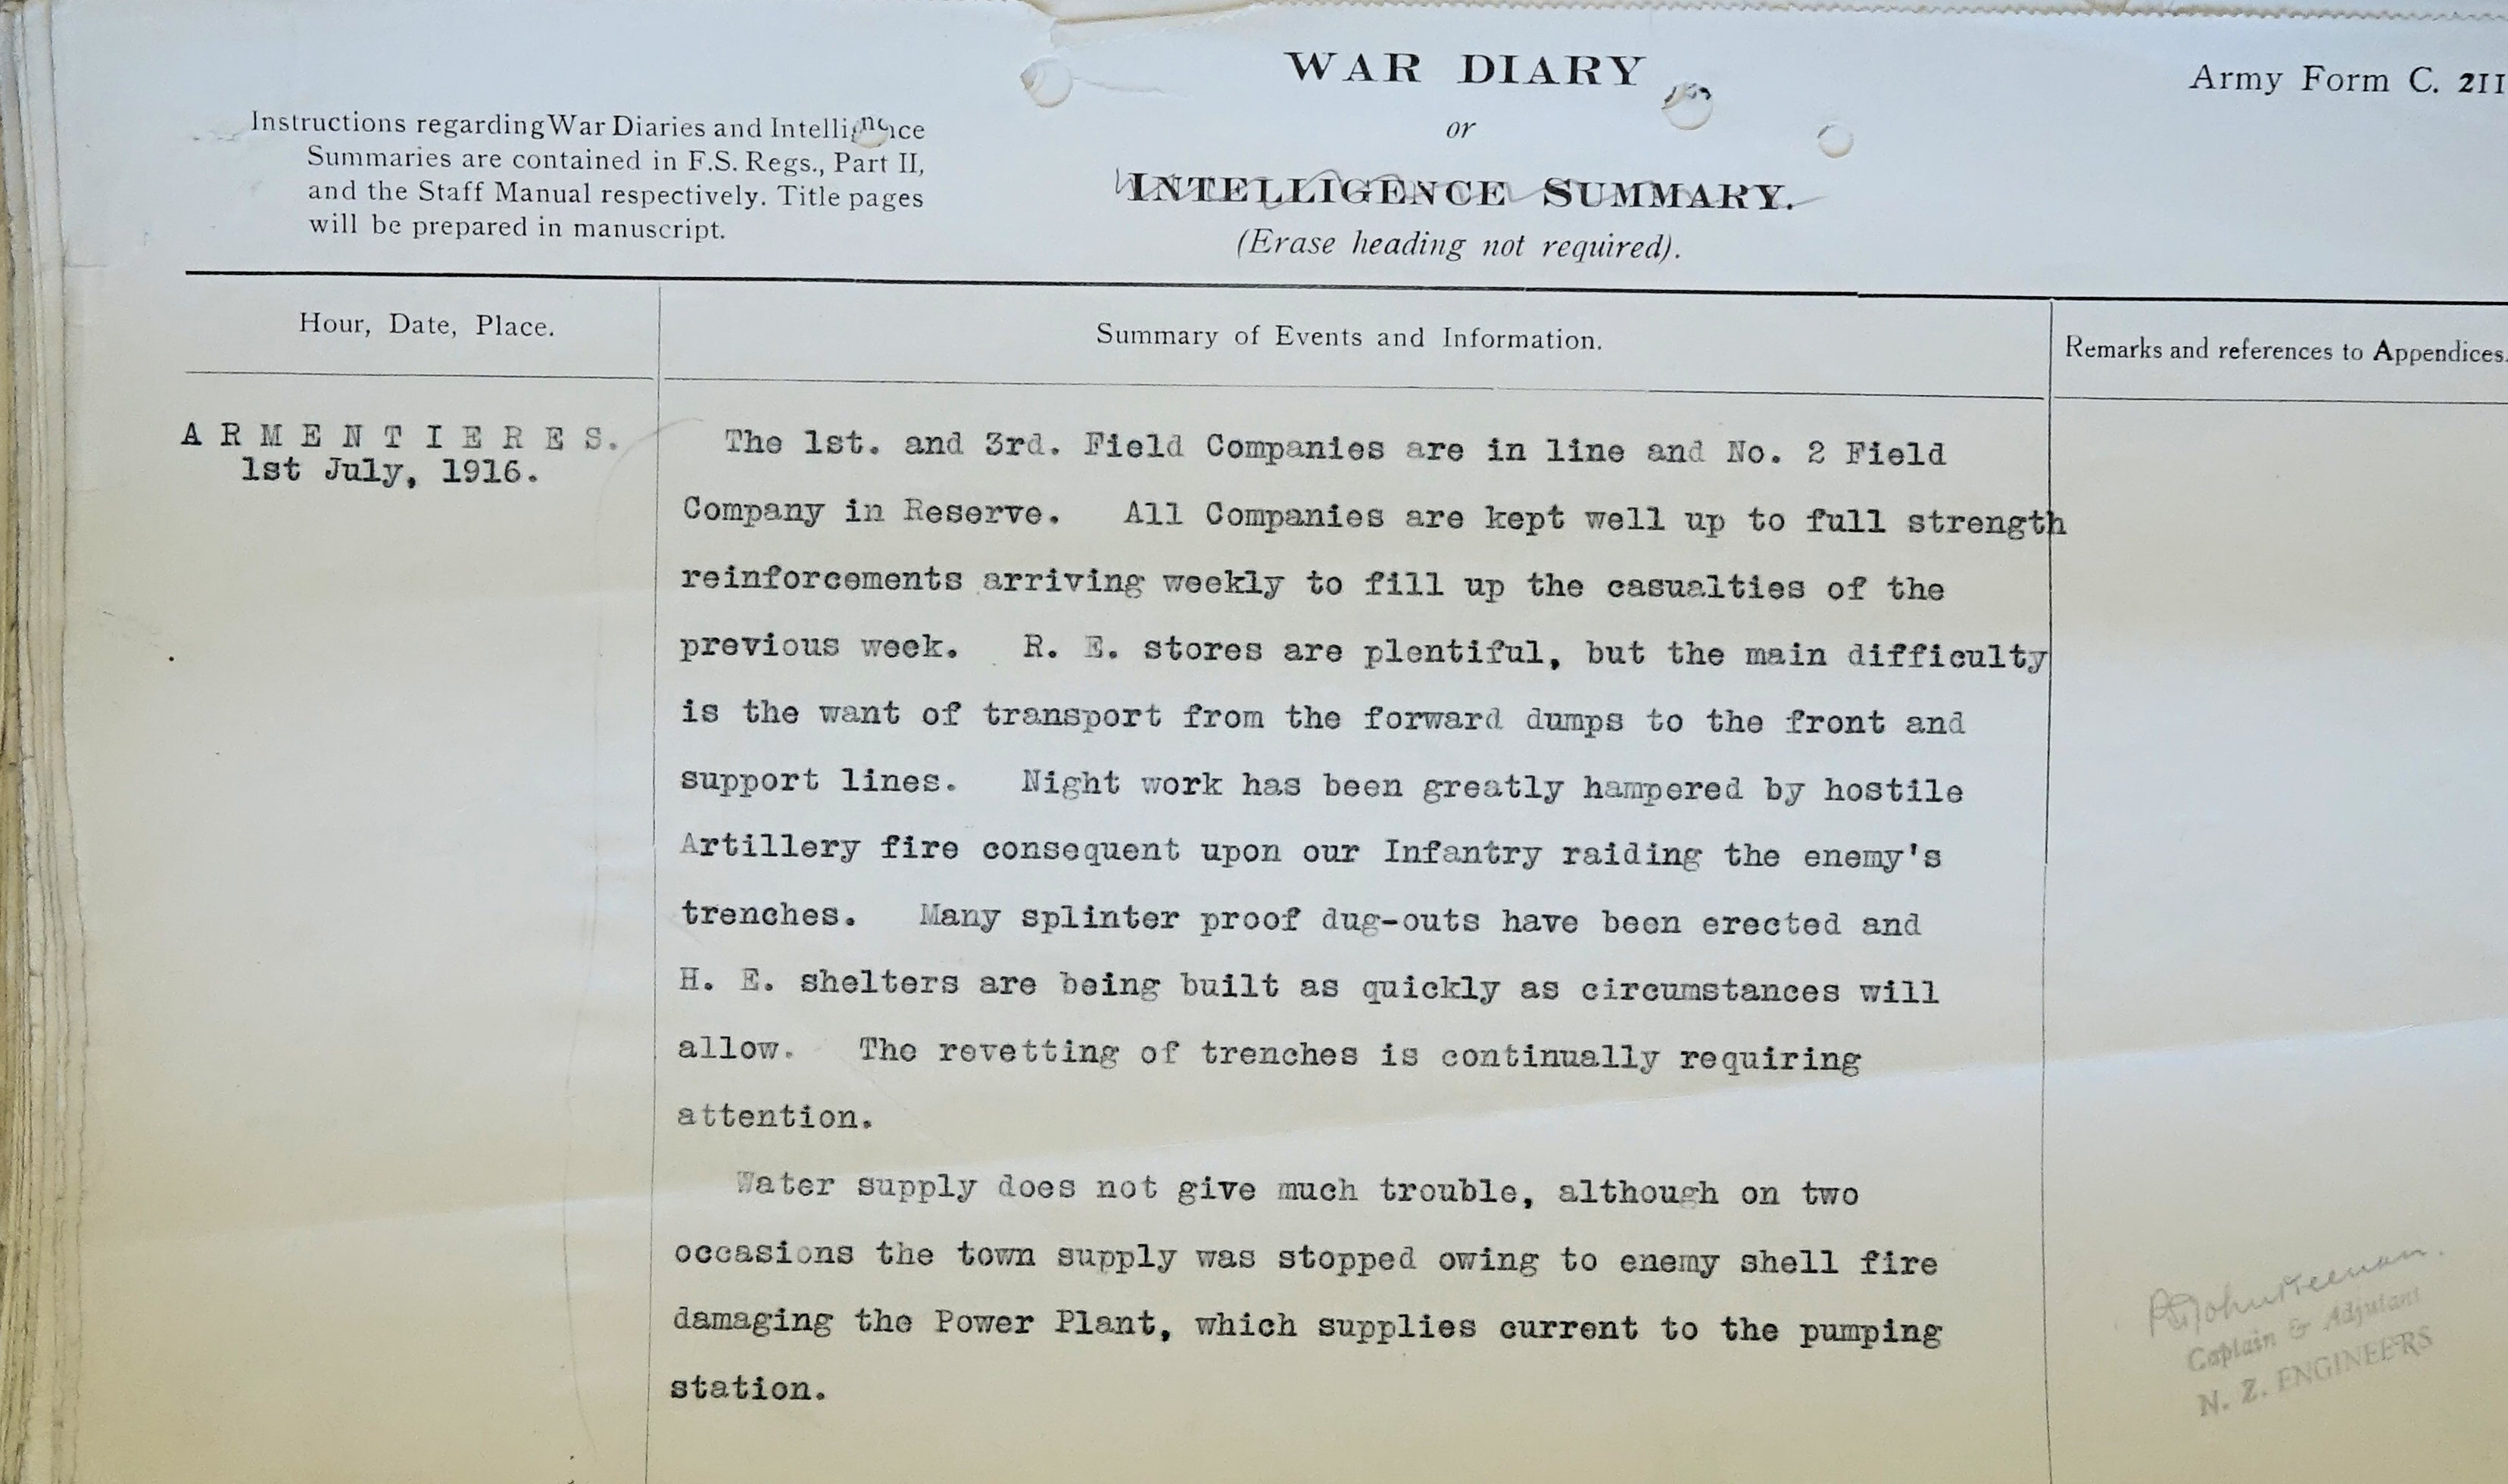 WAR DIARY
or
INTELLIGENCE SUMMARY.
(Erase heading not required).
Army Form C. 211
Instructions regarding War Diaries and Intelligence
Summaries are contained in F.S. Regs., Part II,
and the Staff Manual respectively. Title pages
will be prepared in manuscript.
Hour, Date, Place.
Summary of Events and Information.
Remarks and references to Appendices.
ARMENTIERES.
1st July, 1916.
The 1st. and 3rd. Field Companies are in line and No. 2 Field
Company in Reserve. All Companies are kept well up to full strength
reinforcements arriving weekly to fill up the casualties of the
previous week. R. E. stores are plentiful, but the main difficulty
is the want of transport from the forward dumps to the front and
support lines. Night work has been greatly hampered by hostile
Artillery fire consequent upon our Infantry raiding the enemy's
trenches. Many splinter proof dug-outs have been erected and
H. E. shelters are being built as quickly as circumstances will
allow. The revetting of trenches is continually requiring
attention.
Water supply does not give much trouble, although on two
occasions the town supply was stopped owing to enemy shell fire
damaging the Power Plant, which supplies current to the pumping
station.
Captain & Adjutant
N. Z. ENGINEERS